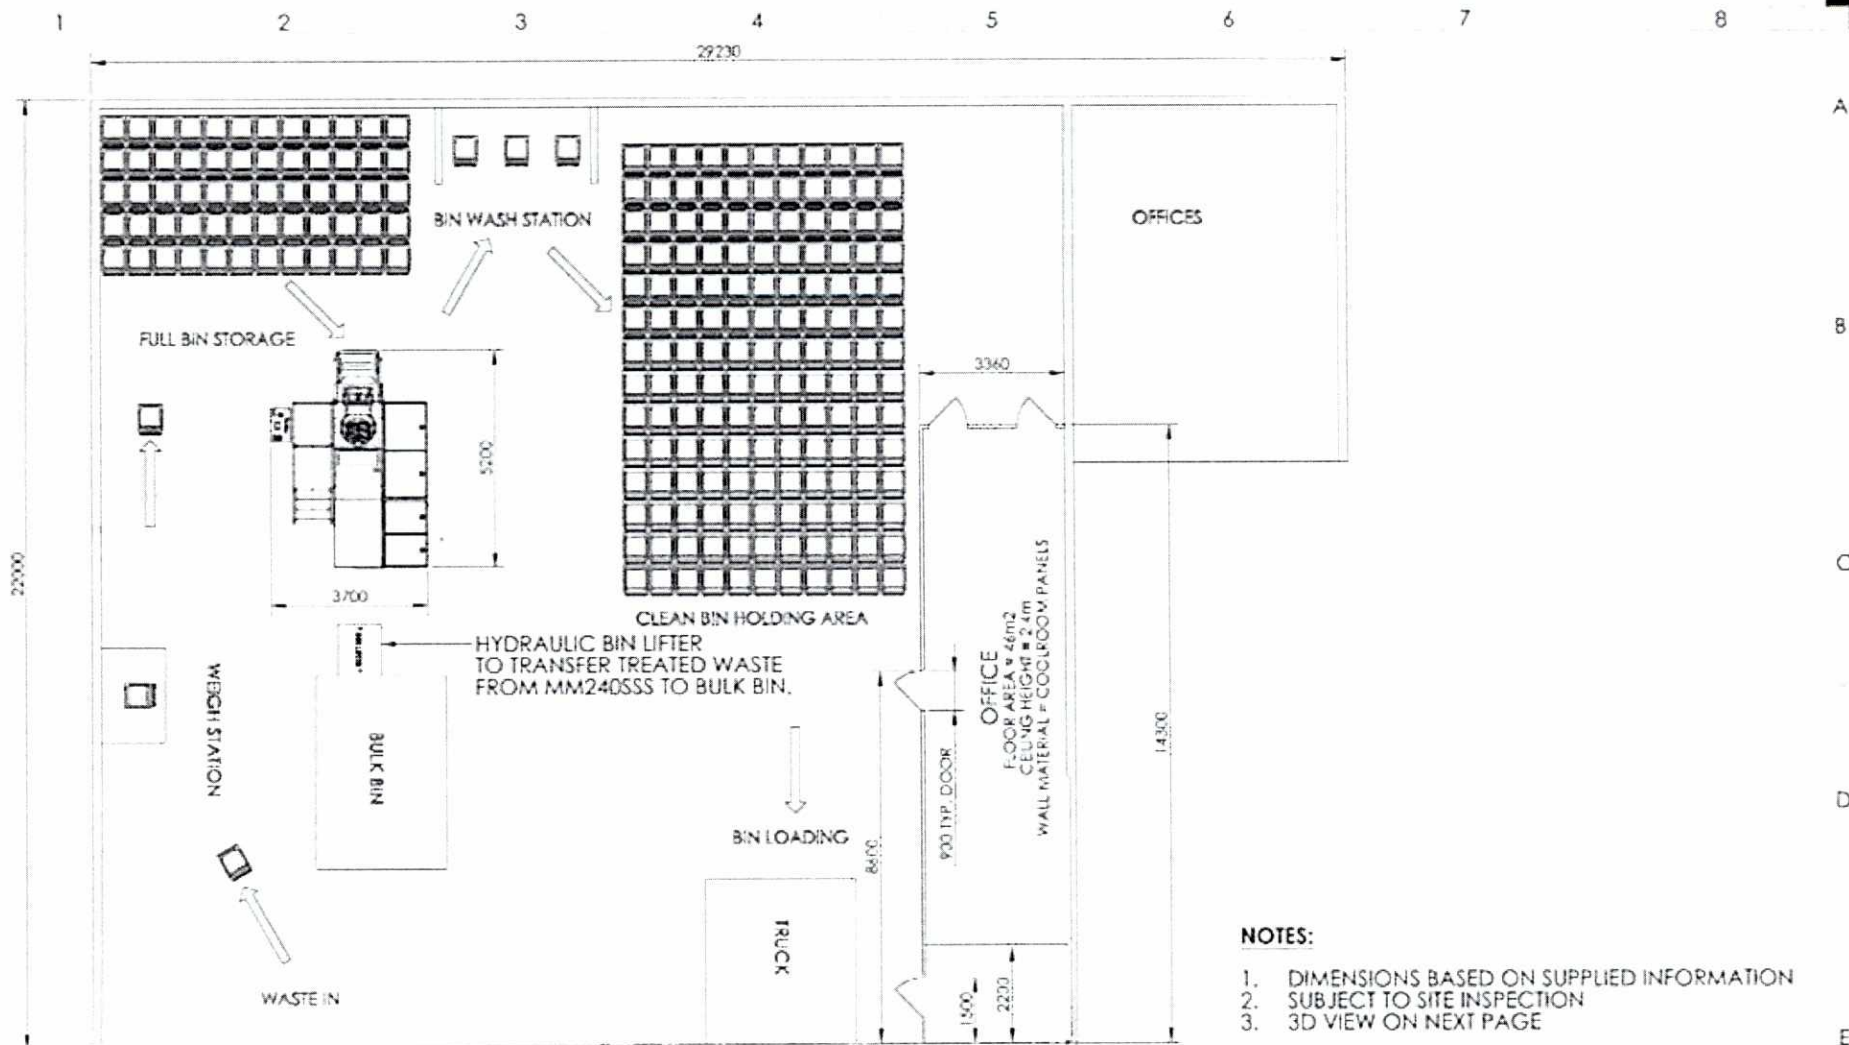 1 2 3 4 5 6 7 8
29230
A
OFFICES
BIN WASH STATION
B
FULL BIN STORAGE
3360
5200
22000
C
3700
CLEAN BIN HOLDING AREA
HYDRAULIC BIN LIFTER
TO TRANSFER TREATED WASTE
FROM MM240SSS TO BULK BIN.
OFFICE
FLOOR AREA = 46m2
CEILING HEIGHT = 2.4m
WALL MATERIAL = COOLROOM PANELS
WEIGH STATION
BULK BIN
14300
900 TYP. DOOR
D
BIN LOADING
8600
TRUCK
WASTE IN
1500
2200
NOTES:
1. DIMENSIONS BASED ON SUPPLIED INFORMATION
2. SUBJECT TO SITE INSPECTION
3. 3D VIEW ON NEXT PAGE
E